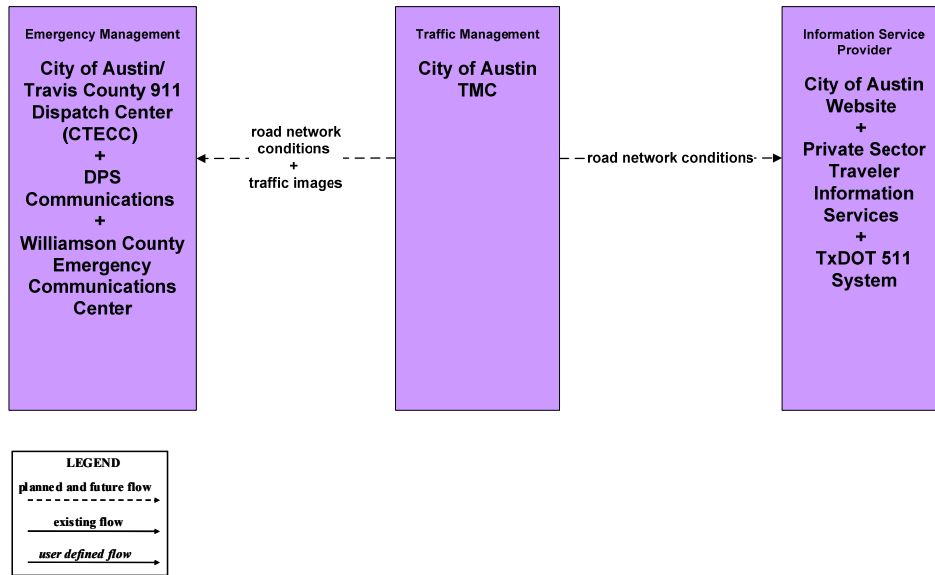 Emergency Management
City of Austin/
Travis County 911
Dispatch Center
(CTECC)
+
DPS
Communications
+
Williamson County
Emergency
Communications
Center
road network
conditions
+
traffic images
Traffic Management
City of Austin
TMC
road network conditions
Information Service
Provider
City of Austin
Website
+
Private Sector
Traveler
Information
Services
+
TxDOT 511
System
LEGEND
planned and future flow
existing flow
user defined flow